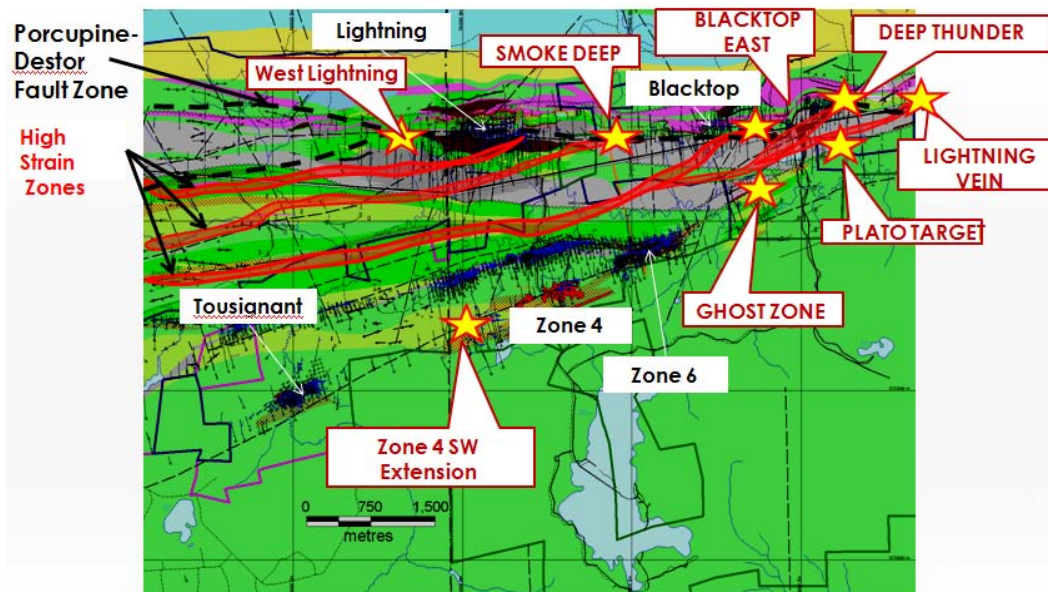 Porcupine-
Destor
Fault Zone
High
Strain
Zones
Lightning
West Lightning
SMOKE DEEP
BLACKTOP
EAST
Blacktop
DEEP THUNDER
LIGHTNING
VEIN
PLATO TARGET
GHOST ZONE
Tousignant
Zone 4
Zone 6
Zone 4 SW
Extension
0 750 1,500
metres